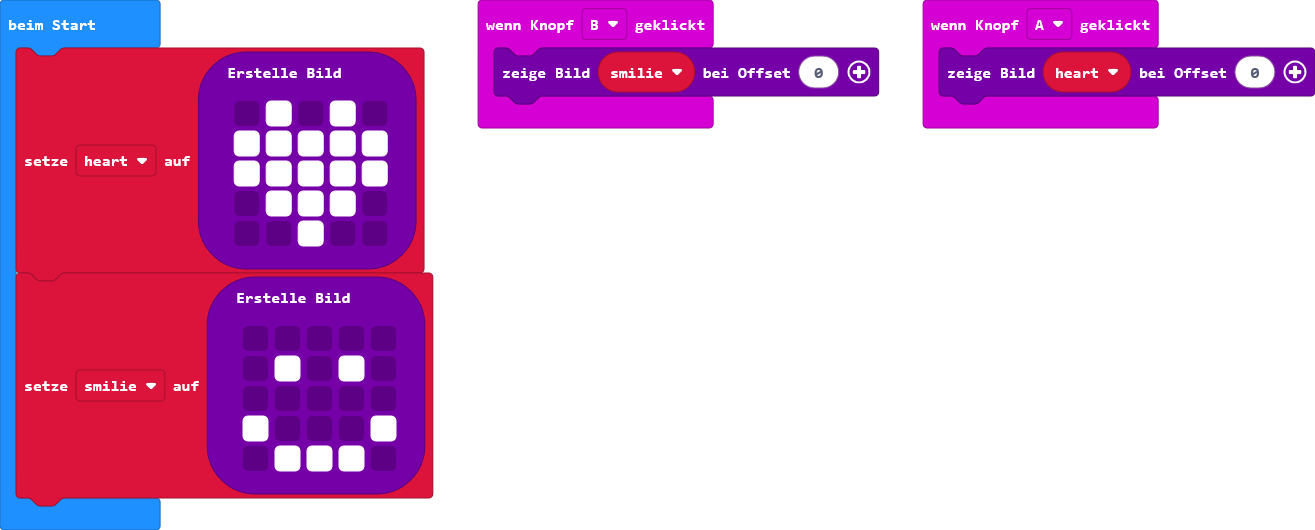 beim Start
setze heart auf
Erstelle Bild
setze smilie auf
Erstelle Bild
wenn Knopf B geklickt
zeige Bild smilie bei Offset 0
wenn Knopf A geklickt
zeige Bild heart bei Offset 0